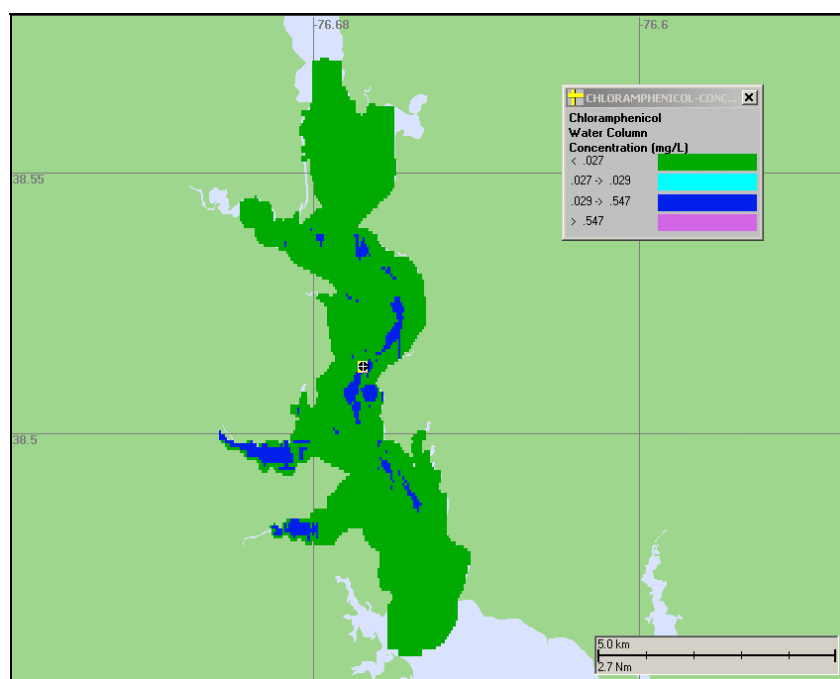 -76.68
-76.6
CHLORAMPHENICOL-CONC...
Chloramphenicol
Water Column
Concentration (mg/L)
< .027
.027 -> .029
.029 -> .547
> .547
38.55
38.5
5.0 km
2.7 Nm